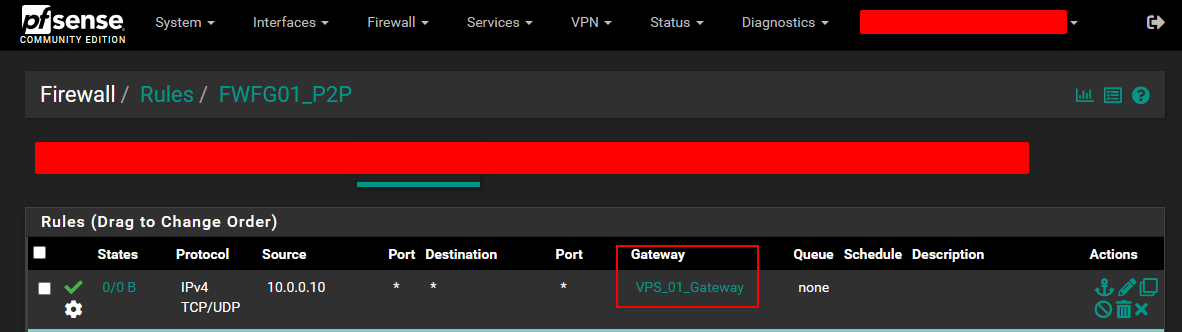 pfsense
COMMUNITY EDITION
System Interfaces Firewall Services VPN Status Diagnostics
Firewall / Rules / FWFG01_P2P
Rules (Drag to Change Order)
States Protocol Source Port Destination Port Gateway Queue Schedule Description Actions
0/0 B IPv4 10.0.0.10 * * * VPS_01_Gateway none
TCP/UDP